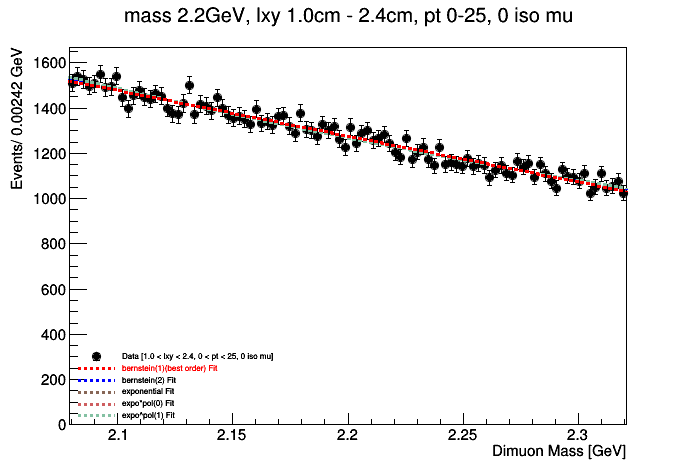 mass 2.2GeV, lxy 1.0cm - 2.4cm, pt 0-25, 0 iso mu
Events/ 0.00242 GeV
1600
1400
1200
1000
800
600
400
200
0
Data [1.0 < lxy < 2.4, 0 < pt < 25, 0 iso mu]
bernstein(1)(best order) Fit
bernstein(2) Fit
exponential Fit
expo*pol(0) Fit
expo*pol(1) Fit
2.1 2.15 2.2 2.25 2.3
Dimuon Mass [GeV]